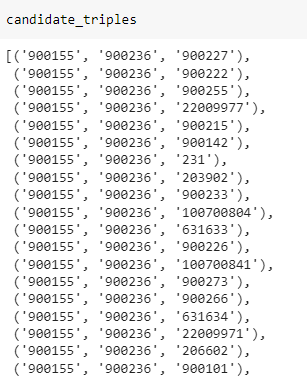 candidate_triples
[('900155', '900236', '900227'),
('900155', '900236', '900222'),
('900155', '900236', '900255'),
('900155', '900236', '22009977'),
('900155', '900236', '900215'),
('900155', '900236', '900142'),
('900155', '900236', '231'),
('900155', '900236', '203902'),
('900155', '900236', '900233'),
('900155', '900236', '100700804'),
('900155', '900236', '631633'),
('900155', '900236', '900226'),
('900155', '900236', '100700841'),
('900155', '900236', '900273'),
('900155', '900236', '900266'),
('900155', '900236', '631634'),
('900155', '900236', '22009971'),
('900155', '900236', '206602'),
('900155', '900236', '900101'),